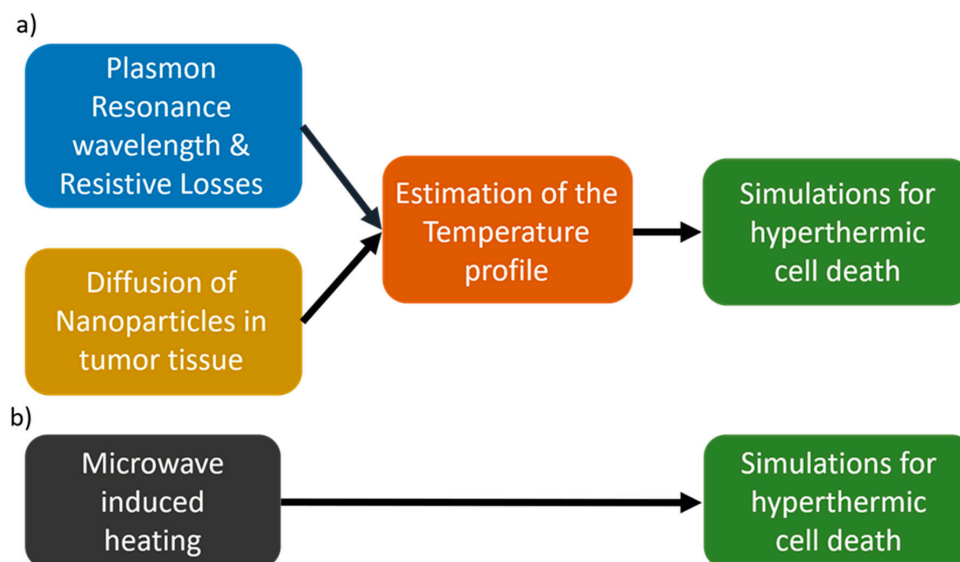 a)
Plasmon
Resonance
wavelength &
Resistive Losses
Diffusion of
Nanoparticles in
tumor tissue
Estimation of the
Temperature
profile
Simulations for
hyperthermic
cell death
b)
Microwave
induced
heating
Simulations for
hyperthermic
cell death